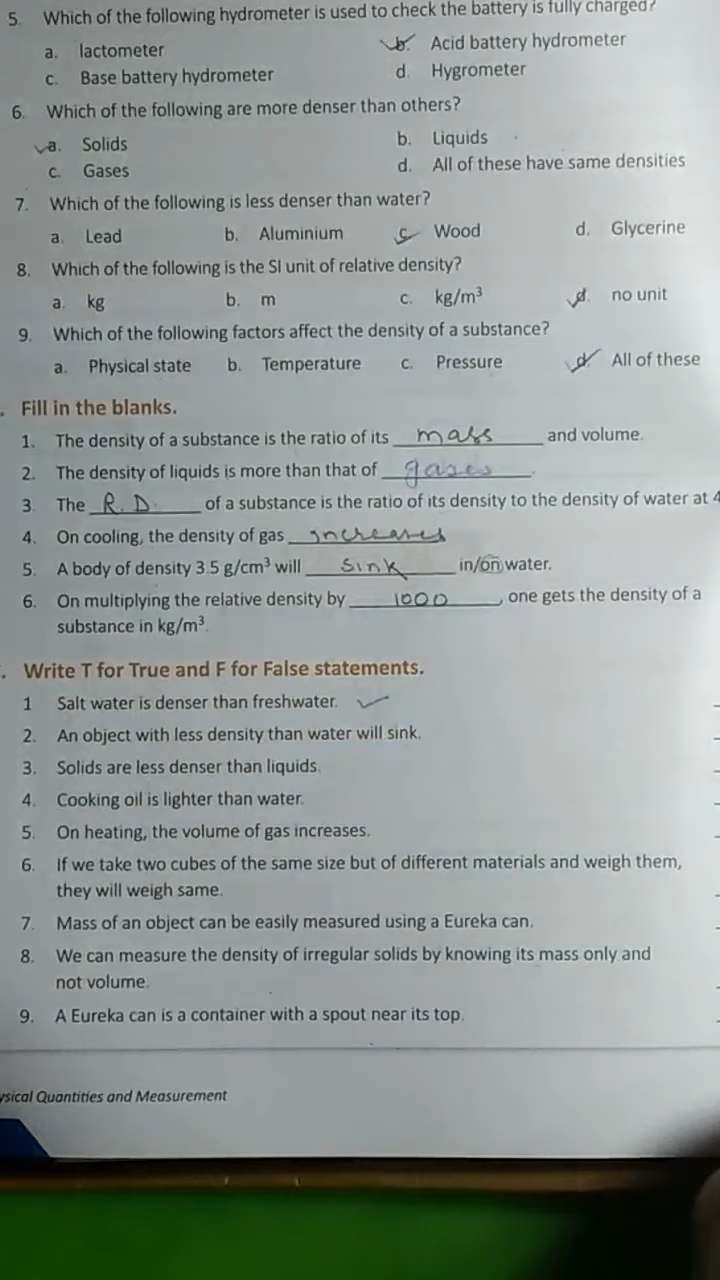 5. Which of the following hydrometer is used to check the battery is fully charged?
a. lactometer b. Acid battery hydrometer
c. Base battery hydrometer d. Hygrometer
6. Which of the following are more denser than others?
a. Solids b. Liquids
c. Gases d. All of these have same densities
7. Which of the following is less denser than water?
a. Lead b. Aluminium c. Wood d. Glycerine
8. Which of the following is the SI unit of relative density?
a. kg b. m c. kg/m³ d. no unit
9. Which of the following factors affect the density of a substance?
a. Physical state b. Temperature c. Pressure d. All of these
Fill in the blanks.
1. The density of a substance is the ratio of its mass and volume.
2. The density of liquids is more than that of gases.
3. The R.D. of a substance is the ratio of its density to the density of water at 4
4. On cooling, the density of gas increases
5. A body of density 3.5 g/cm³ will sink in/on water.
6. On multiplying the relative density by 1000, one gets the density of a
substance in kg/m³.
Write T for True and F for False statements.
1 Salt water is denser than freshwater.
2. An object with less density than water will sink.
3. Solids are less denser than liquids.
4. Cooking oil is lighter than water.
5. On heating, the volume of gas increases.
6. If we take two cubes of the same size but of different materials and weigh them,
they will weigh same.
7. Mass of an object can be easily measured using a Eureka can.
8. We can measure the density of irregular solids by knowing its mass only and
not volume.
9. A Eureka can is a container with a spout near its top.
ysical Quantities and Measurement